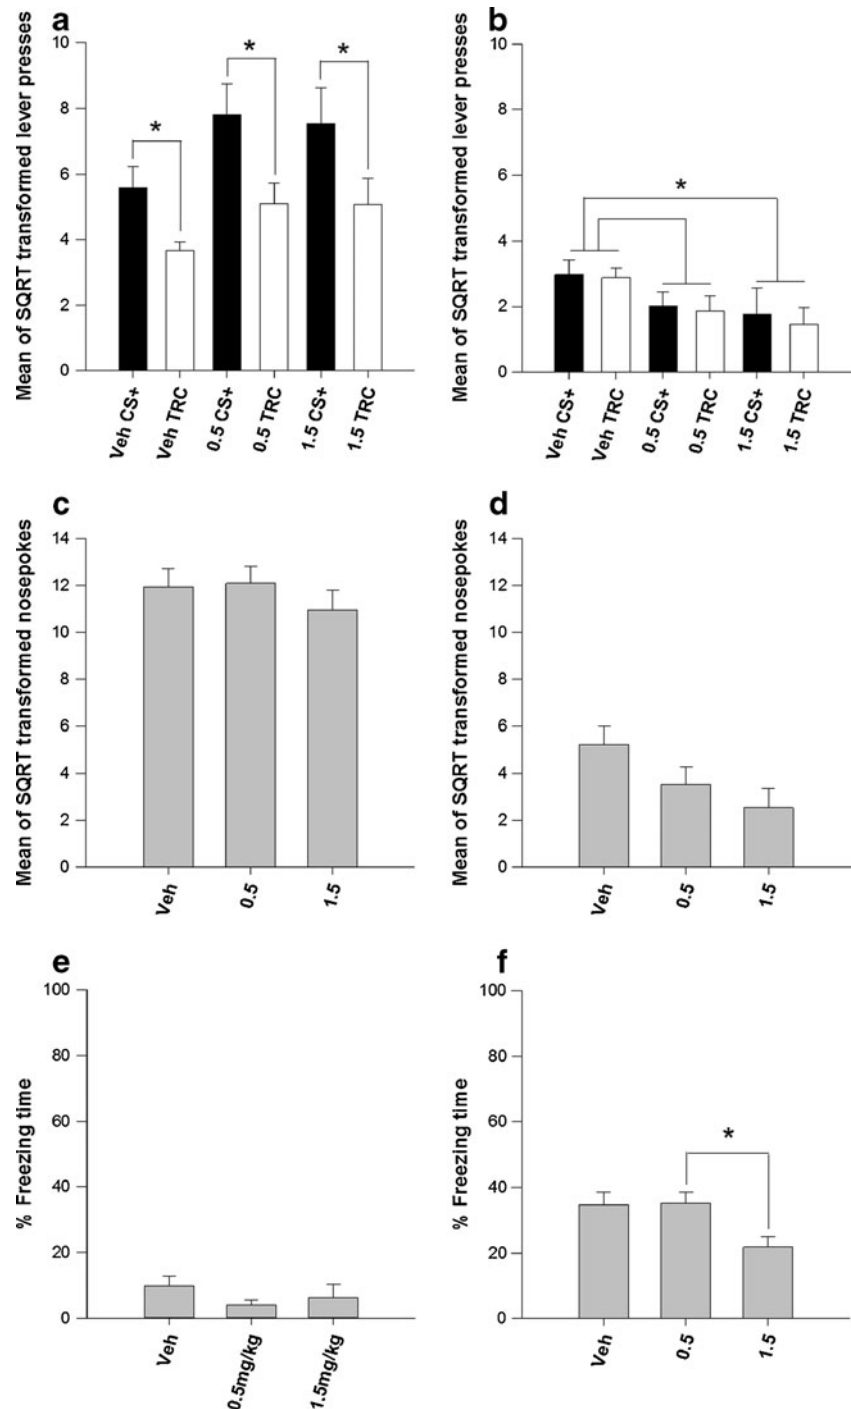 a
Mean of SQRT transformed lever presses
10
8
6
4
2
0
*
*
*
Veh CS+
Veh TRC
0.5 CS+
0.5 TRC
1.5 CS+
1.5 TRC
b
Mean of SQRT transformed lever presses
10
8
6
4
2
0
*
Veh CS+
Veh TRC
0.5 CS+
0.5 TRC
1.5 CS+
1.5 TRC
c
Mean of SQRT transformed nosepokes
14
12
10
8
6
4
2
0
Veh
0.5
1.5
d
Mean of SQRT transformed nosepokes
14
12
10
8
6
4
2
0
Veh
0.5
1.5
e
% Freezing time
100
80
60
40
20
0
Veh
0.5mg/kg
1.5mg/kg
f
% Freezing time
100
80
60
40
20
0
*
Veh
0.5
1.5